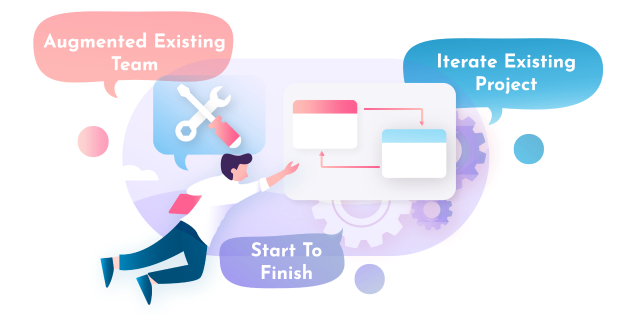 Augmented Existing
Team
Iterate Existing
Project
Start To
Finish